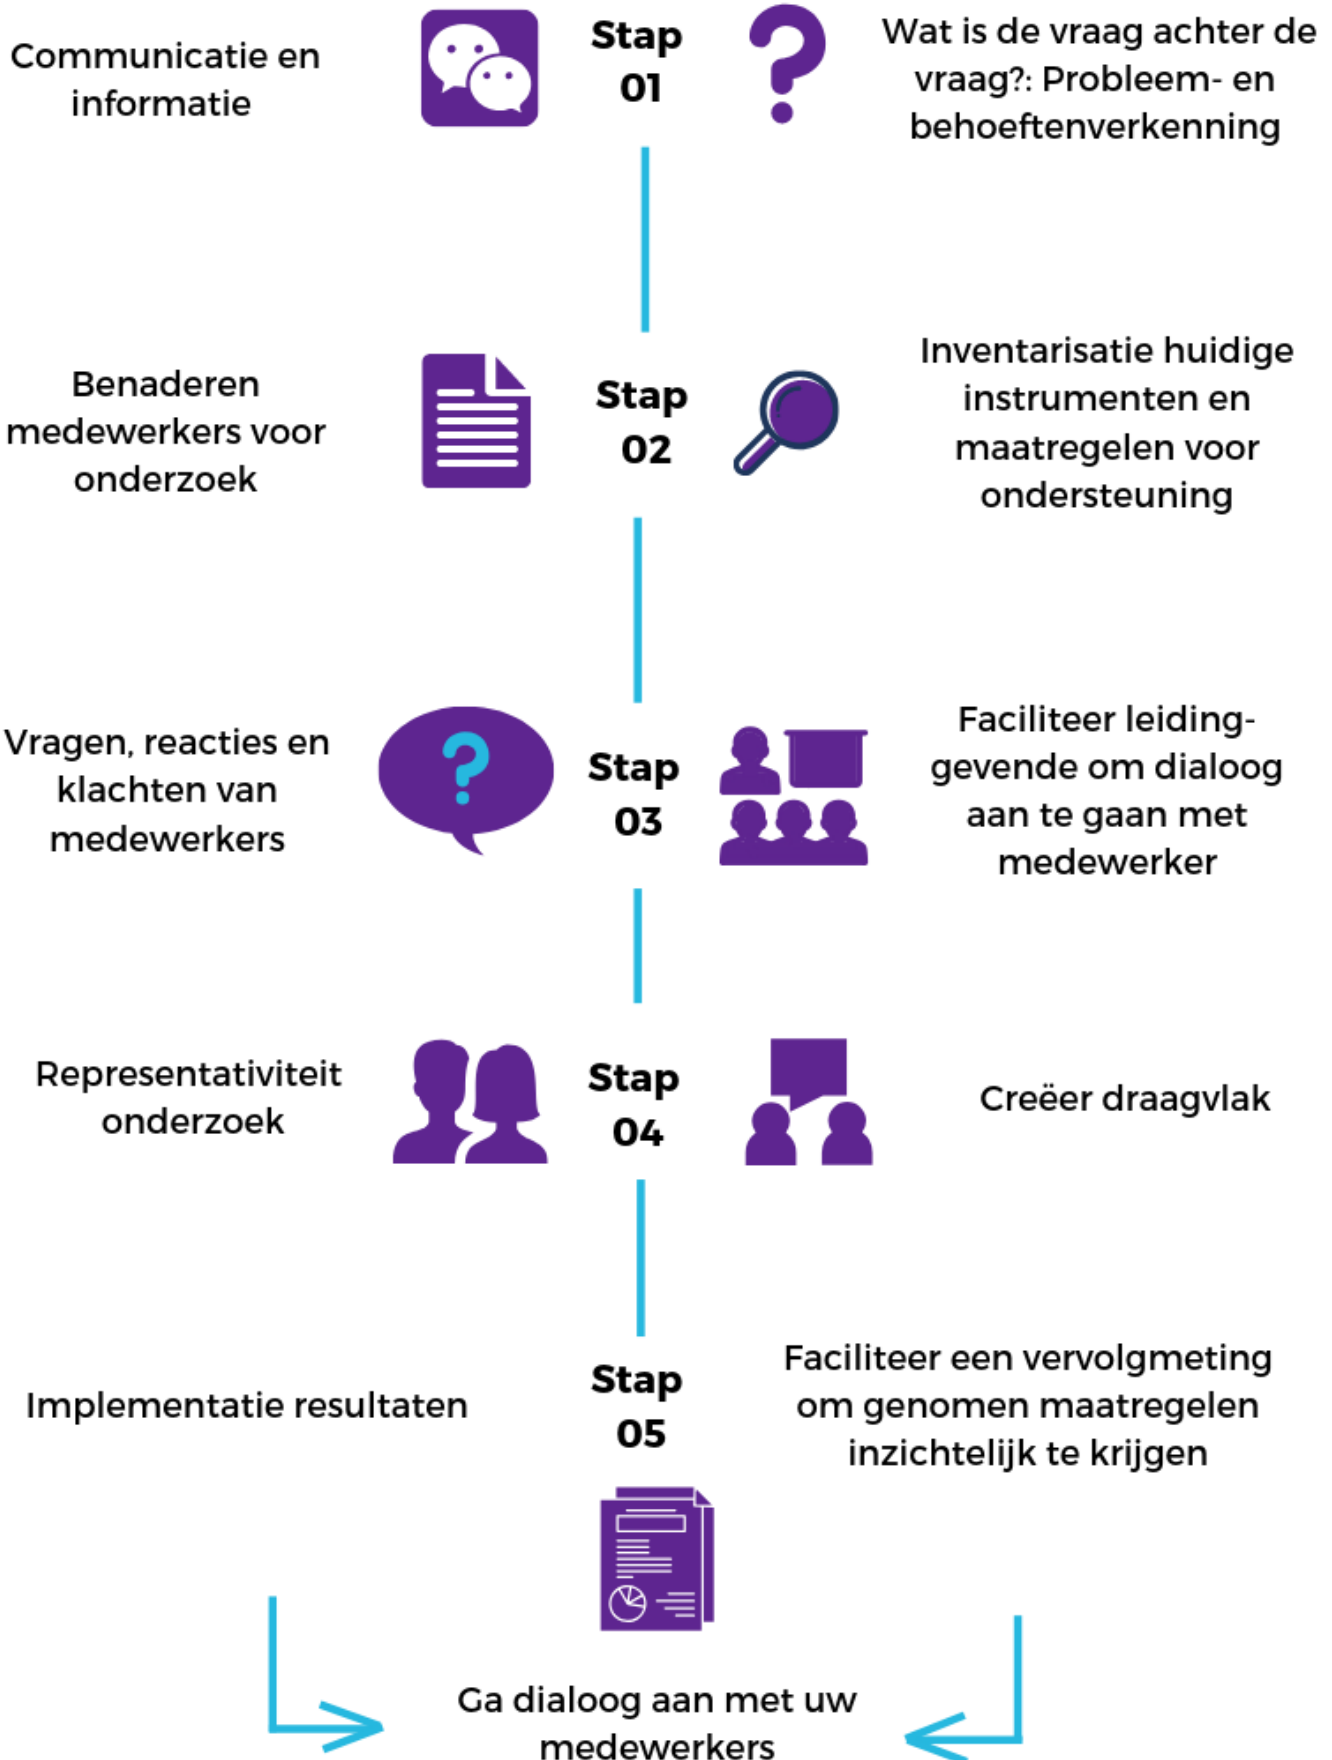 Communicatie en
informatie
Stap
01
Wat is de vraag achter de
vraag?: Probleem- en
behoeftenverkenning
Benaderen
medewerkers voor
onderzoek
Stap
02
Inventarisatie huidige
instrumenten en
maatregelen voor
ondersteuning
Vragen, reacties en
klachten van
medewerkers
?
Stap
03
Faciliteer leiding-
gevende om dialoog
aan te gaan met
medewerker
Representativiteit
onderzoek
Stap
04
Creëer draagvlak
Implementatie resultaten
Stap
05
Faciliteer een vervolgmeting
om genomen maatregelen
inzichtelijk te krijgen
Ga dialoog aan met uw
medewerkers